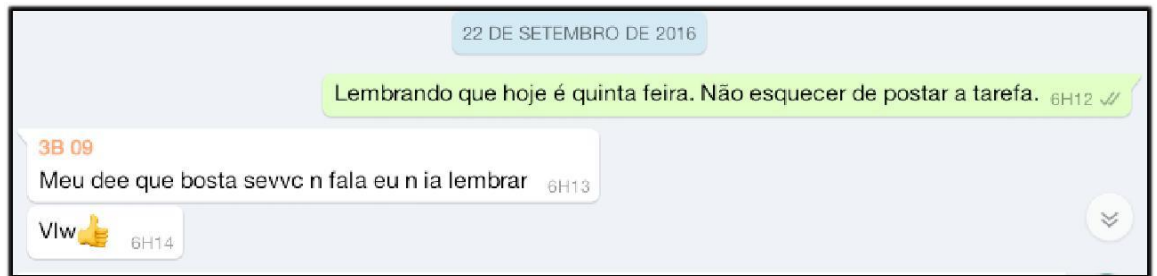 22 DE SETEMBRO DE 2016
Lembrando que hoje é quinta feira. Não esquecer de postar a tarefa. 6H12
3B 09
Meu dee que bosta sevvc n fala eu n ia lembrar 6H13
Vlw👍 6H14